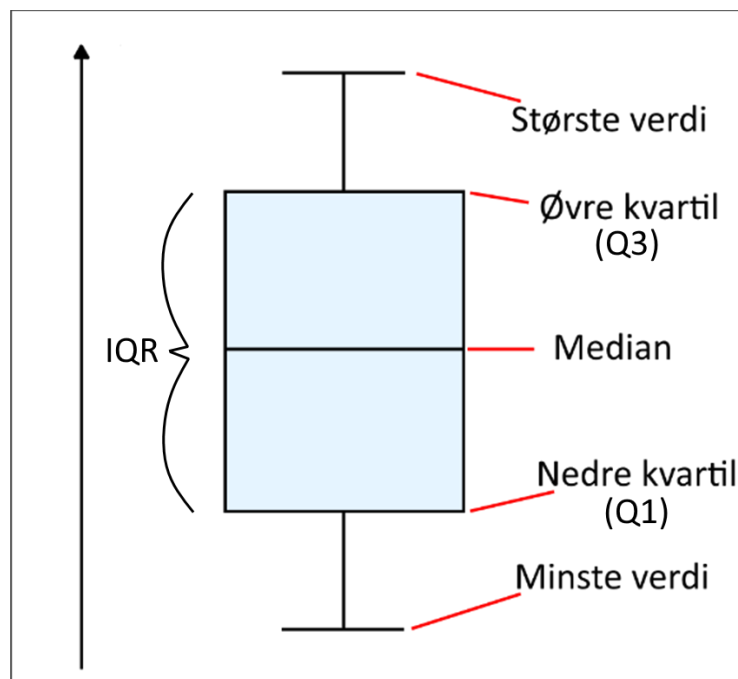 Største verdi
Øvre kvartil
(Q3)
IQR
Median
Nedre kvartil
(Q1)
Minste verdi